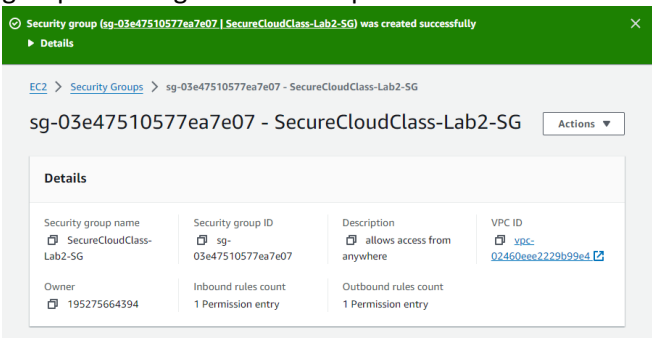 Security group (sg-03e47510577ea7e07 | SecureCloudClass-Lab2-SG) was created successfully
Details
EC2 > Security Groups > sg-03e47510577ea7e07 - SecureCloudClass-Lab2-SG
sg-03e47510577ea7e07 - SecureCloudClass-Lab2-SG
Actions
Details
Security group name
SecureCloudClass-
Lab2-SG
Security group ID
sg-
03e47510577ea7e07
Description
allows access from
anywhere
VPC ID
vpc-
02460eee2229b99e4
Owner
195275664394
Inbound rules count
1 Permission entry
Outbound rules count
1 Permission entry